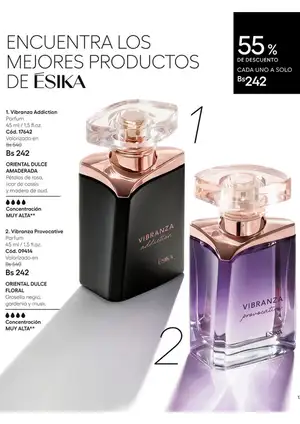 ENCUENTRA LOS
MEJORES PRODUCTOS
DE ÉSIKA
55 %
DE DESCUENTO
CADA UNO A SOLO
Bs 242
1
1. Vibranza Addiction
Parfum
45 ml / 1,5 fl.oz.
Cód. 17642
Valorizado en
Bs 540
Bs 242
ORIENTAL DULCE
AMADERADA
Pétalos de rosa,
licor de cassis
y madera de oud.
Concentración
MUY ALTA**
2. Vibranza Provocative
Parfum
45 ml / 1,5 fl.oz.
Cód. 09414
Valorizado en
Bs 540
Bs 242
ORIENTAL DULCE
FLORAL
Grosella negra,
gardenia y musk.
Concentración
MUY ALTA**
VIBRANZA
addiction
ÉSIKA
VIBRANZA
provocative
ÉSIKA
2